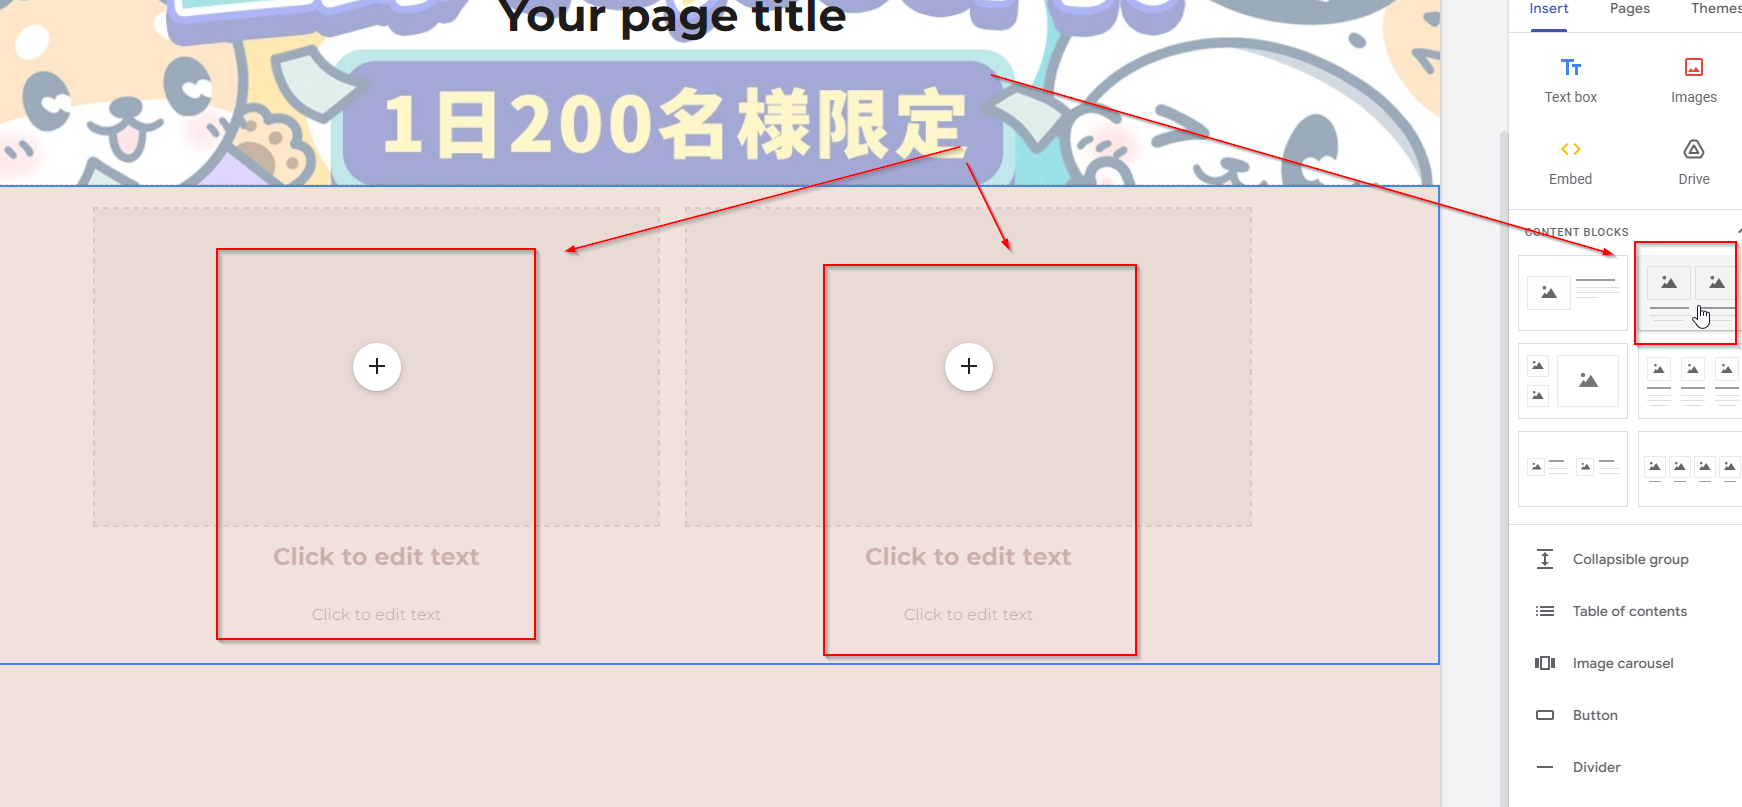 Your page title
1日200名様限定
Click to edit text
Click to edit text
Click to edit text
Click to edit text
Insert
Pages
Themes
Text box
Images
Embed
Drive
CONTENT BLOCKS
Collapsible group
Table of contents
Image carousel
Button
Divider